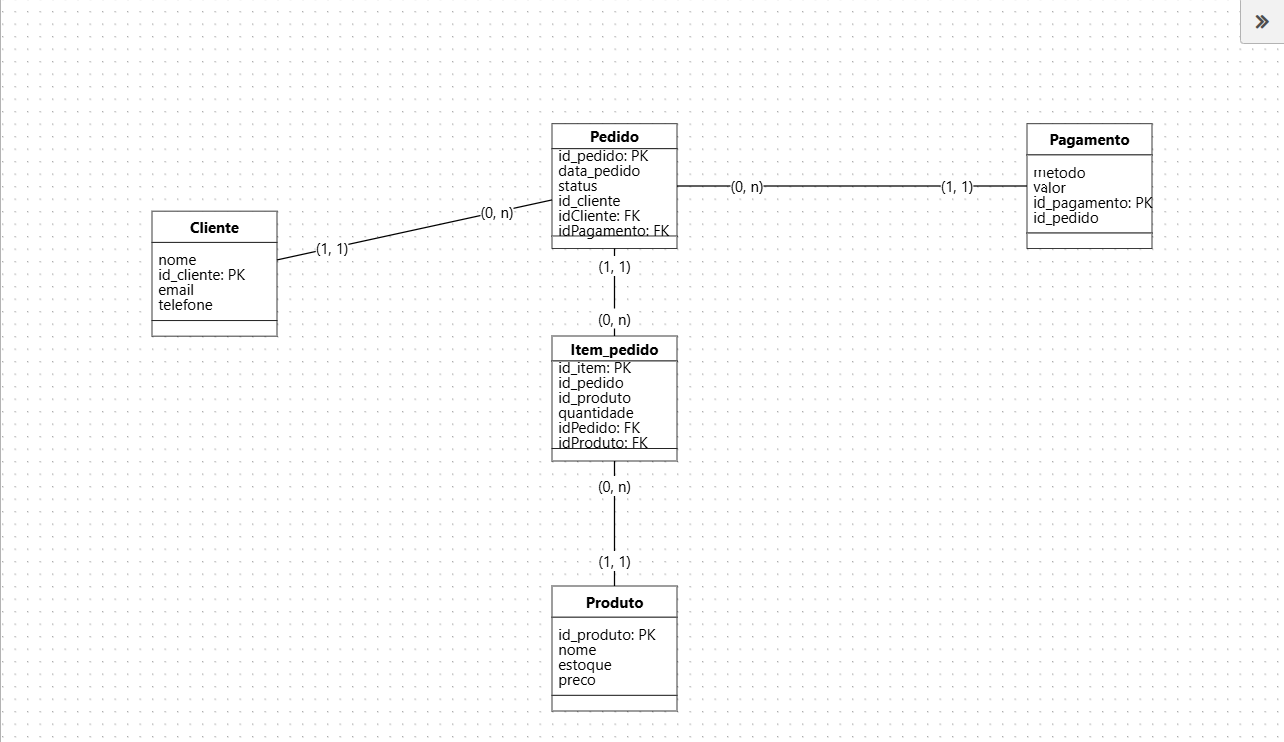 Pedido
id_pedido: PK
data_pedido
status
id_cliente
idCliente: FK
idPagamento: FK
(0, n)
(1, 1)
Pagamento
metodo
valor
id_pagamento: PK
id_pedido
Cliente
nome
id_cliente: PK
email
telefone
(1, 1)
(0, n)
(1, 1)
(0, n)
Item_pedido
id_item: PK
id_pedido
id_produto
quantidade
idPedido: FK
idProduto: FK
(0, n)
(1, 1)
Produto
id_produto: PK
nome
estoque
preco